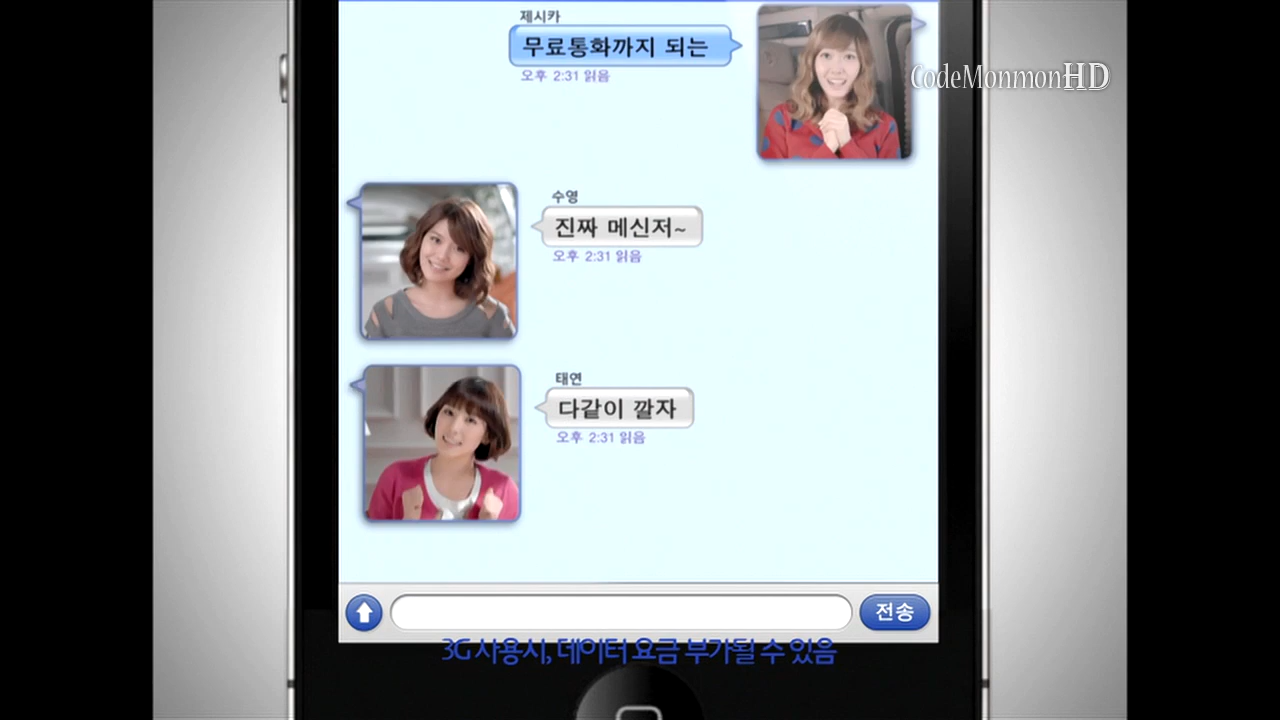 제시카
무료통화까지 되는
오후 2:31 읽음
CodeMonmonHD
수영
진짜 메신저~
오후 2:31 읽음
태연
다같이 깔자
오후 2:31 읽음
전송
3G 사용시, 데이터 요금 부가될 수 있음